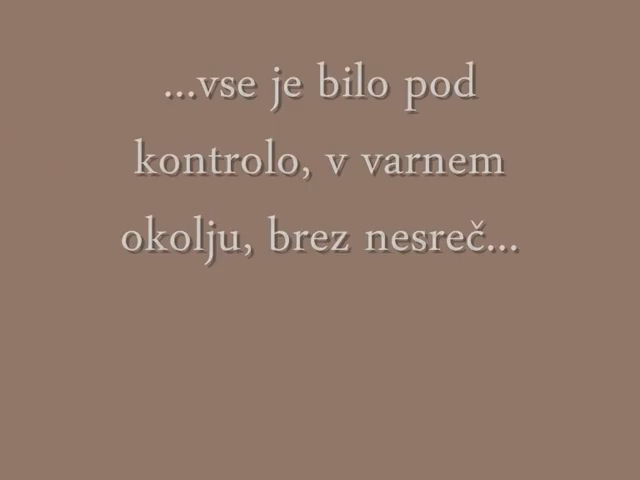 ...vse je bilo pod
kontrolo, v varnem
okolju, brez nesreč...